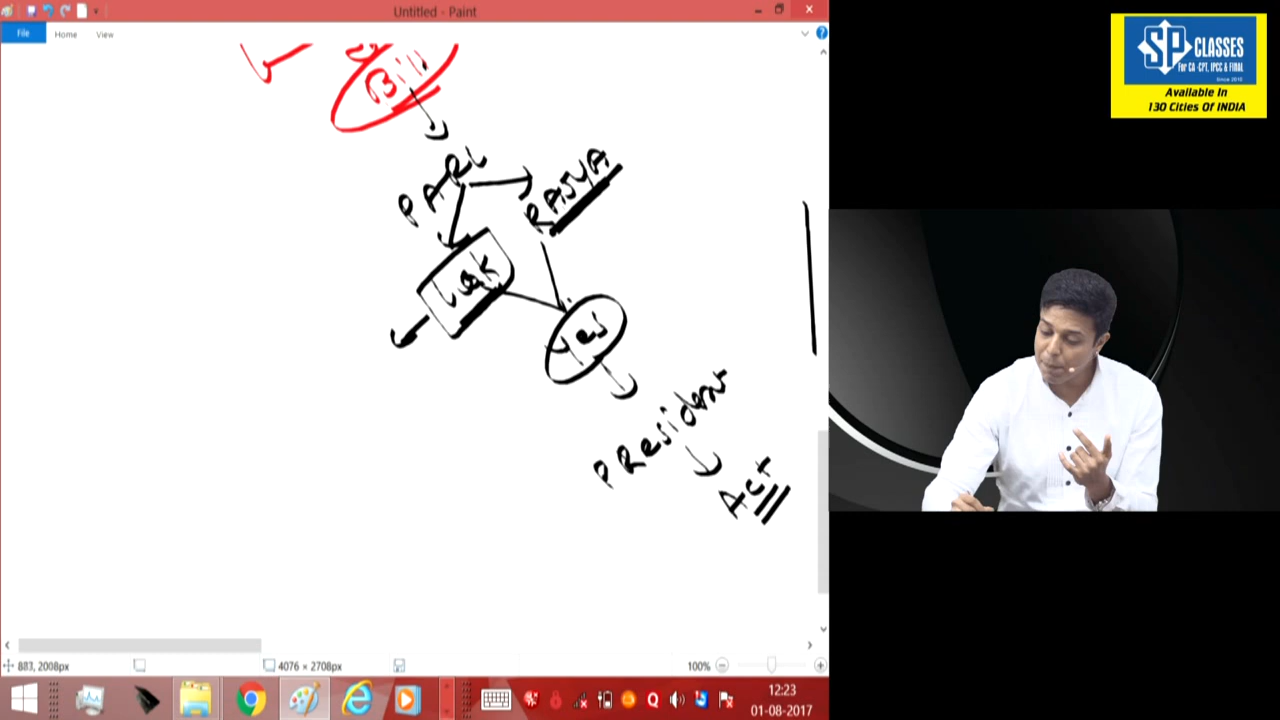 Untitled - Paint
File
Home
View
SP CLASSES
For CA-CPT, IPCC & FINAL
Since 2010
Available In
130 Cities Of INDIA
Bill
PARL
RAJYA
Lok
Yes
PResident
Act
883, 2008px
4076 × 2708px
100%
12:23
01-08-2017